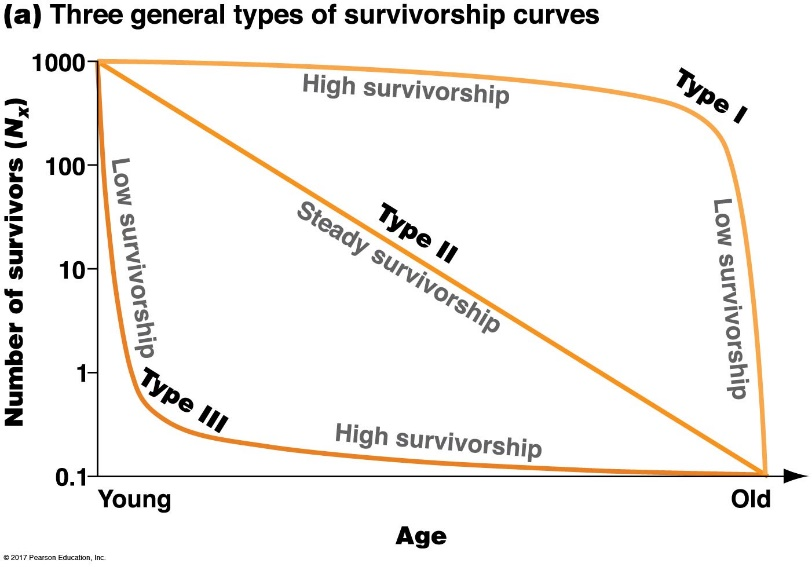 (a) Three general types of survivorship curves
Number of survivors (Nx)
1000
100
10
1
0.1
High survivorship
Type I
Low survivorship
Type II
Steady survivorship
Low survivorship
Type III
High survivorship
Young
Old
Age
© 2017 Pearson Education, Inc.